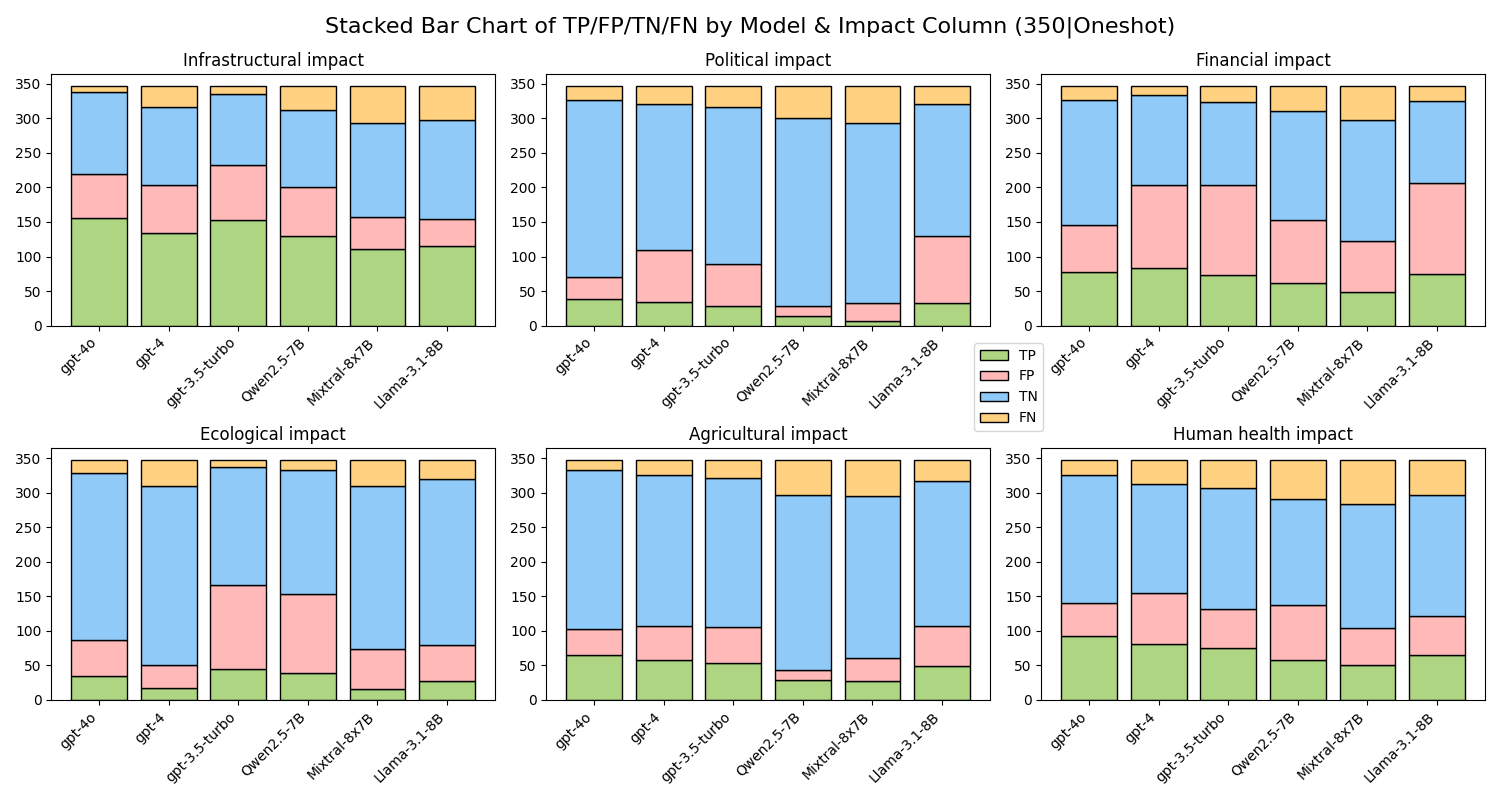 Stacked Bar Chart of TP/FP/TN/FN by Model & Impact Column (350|Oneshot)
Infrastructural impact
350
300
250
200
150
100
50
0
gpt-4o
gpt-4
gpt-3.5-turbo
Qwen2.5-7B
Mixtral-8x7B
Llama-3.1-8B
Political impact
350
300
250
200
150
100
50
0
gpt-4o
gpt-4
gpt-3.5-turbo
Qwen2.5-7B
Mixtral-8x7B
Llama-3.1-8B
Financial impact
350
300
250
200
150
100
50
0
gpt-4o
gpt-4
gpt-3.5-turbo
Qwen2.5-7B
Mixtral-8x7B
Llama-3.1-8B
TP
FP
TN
FN
Ecological impact
350
300
250
200
150
100
50
0
gpt-4o
gpt-4
gpt-3.5-turbo
Qwen2.5-7B
Mixtral-8x7B
Llama-3.1-8B
Agricultural impact
350
300
250
200
150
100
50
0
gpt-4o
gpt-4
gpt-3.5-turbo
Qwen2.5-7B
Mixtral-8x7B
Llama-3.1-8B
Human health impact
350
300
250
200
150
100
50
0
gpt-4o
gpt-4
gpt-3.5-turbo
Qwen2.5-7B
Mixtral-8x7B
Llama-3.1-8B